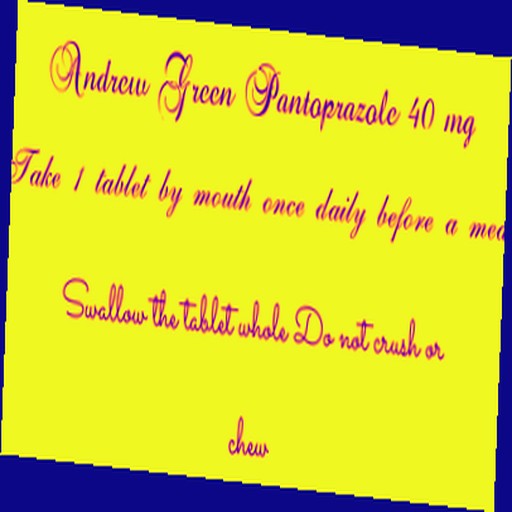 Andrew Green Pantoprazole 40 mg
Take 1 tablet by mouth once daily before a
Swallow the tablet whole Do not crush or
chew